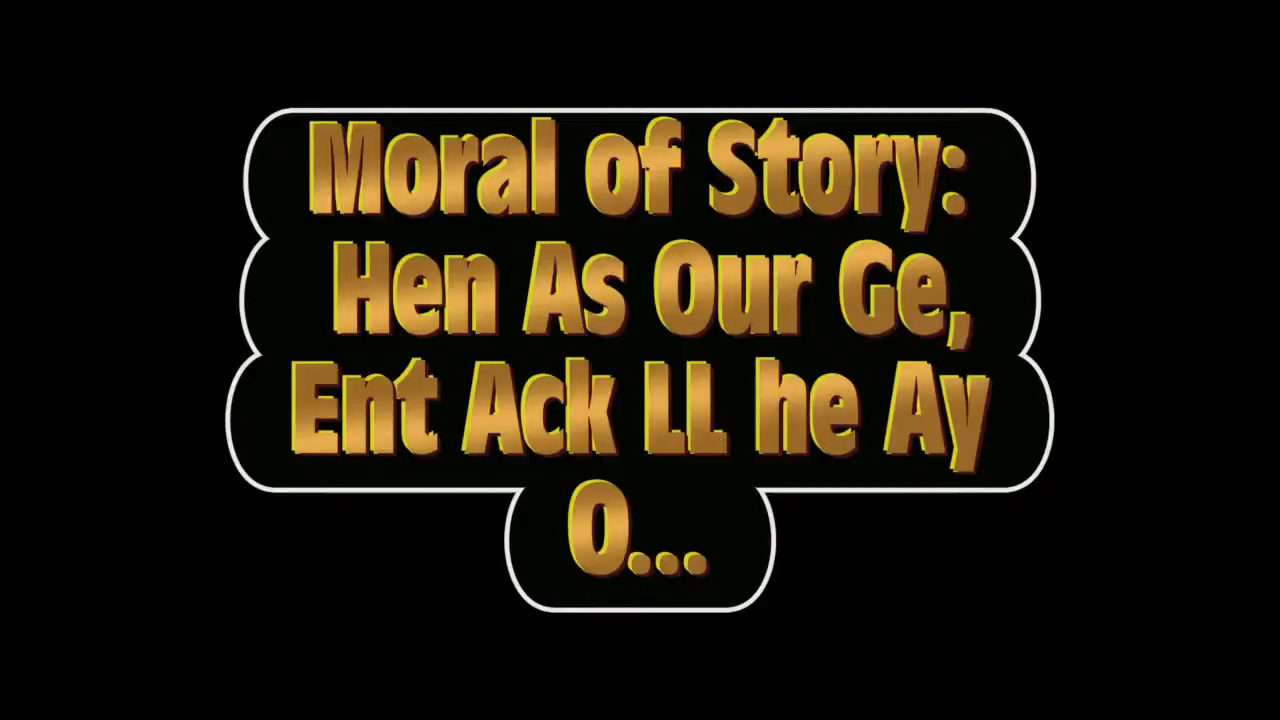 Moral of Story:
Hen As Our Ge,
Ent Ack LL he Ay
O...